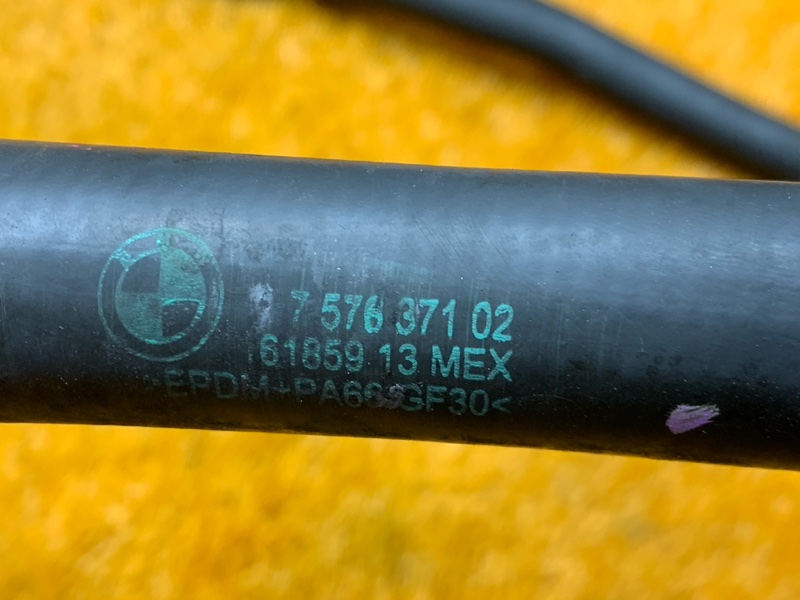 7 576 371 02
61859 13 MEX
>EPDM+PA66GF30<